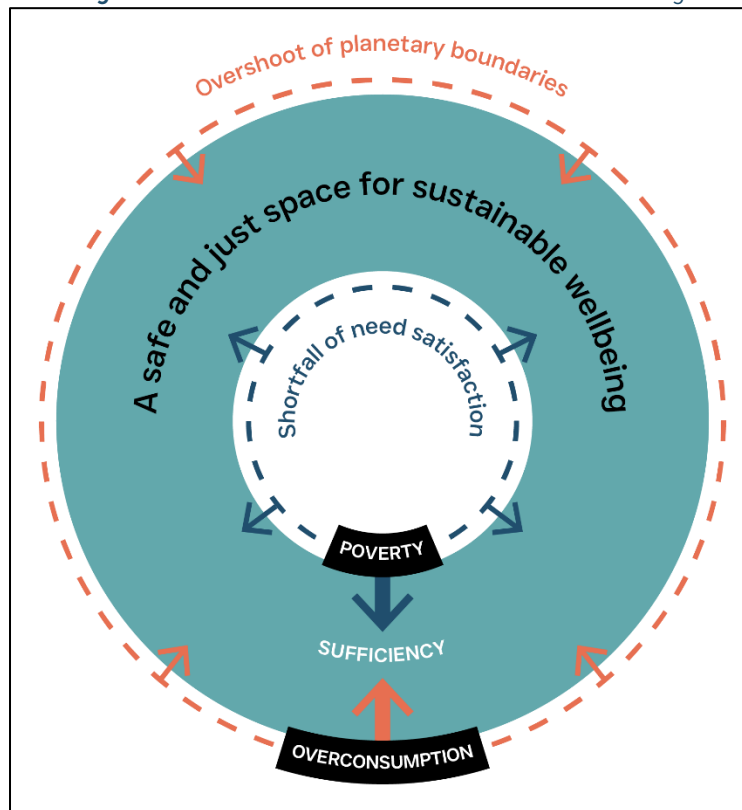 Overshoot of planetary boundaries
A safe and just space for sustainable wellbeing
Shortfall of need satisfaction
POVERTY
SUFFICIENCY
OVERCONSUMPTION